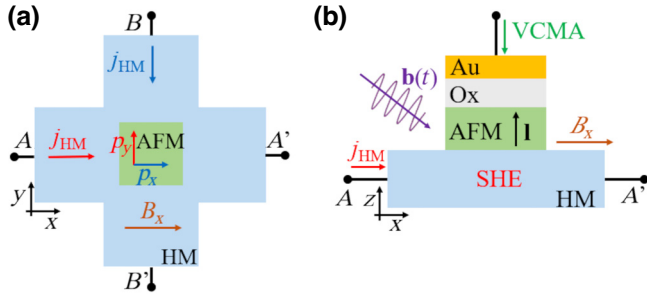 (a)
B
j_HM
j_HM
A
AFM
p_y
p_x
A'
y
x
B_x
HM
B'
(b)
VCMA
b(t)
Au
Ox
AFM
l
B_x
j_HM
SHE
A
z
x
HM
A'